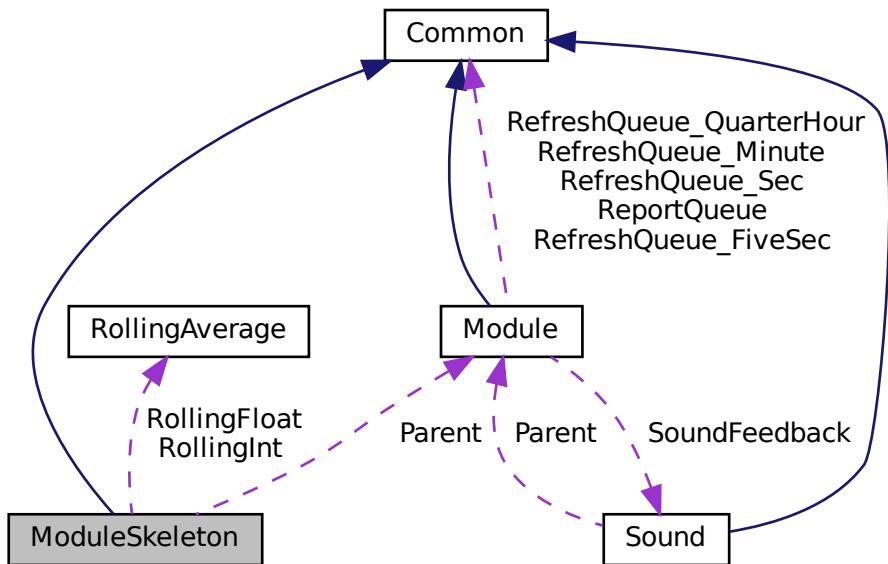 Common
RefreshQueue_QuarterHour
RefreshQueue_Minute
RefreshQueue_Sec
ReportQueue
RefreshQueue_FiveSec
RollingAverage
Module
RollingFloat
RollingInt
Parent
Parent
SoundFeedback
ModuleSkeleton
Sound